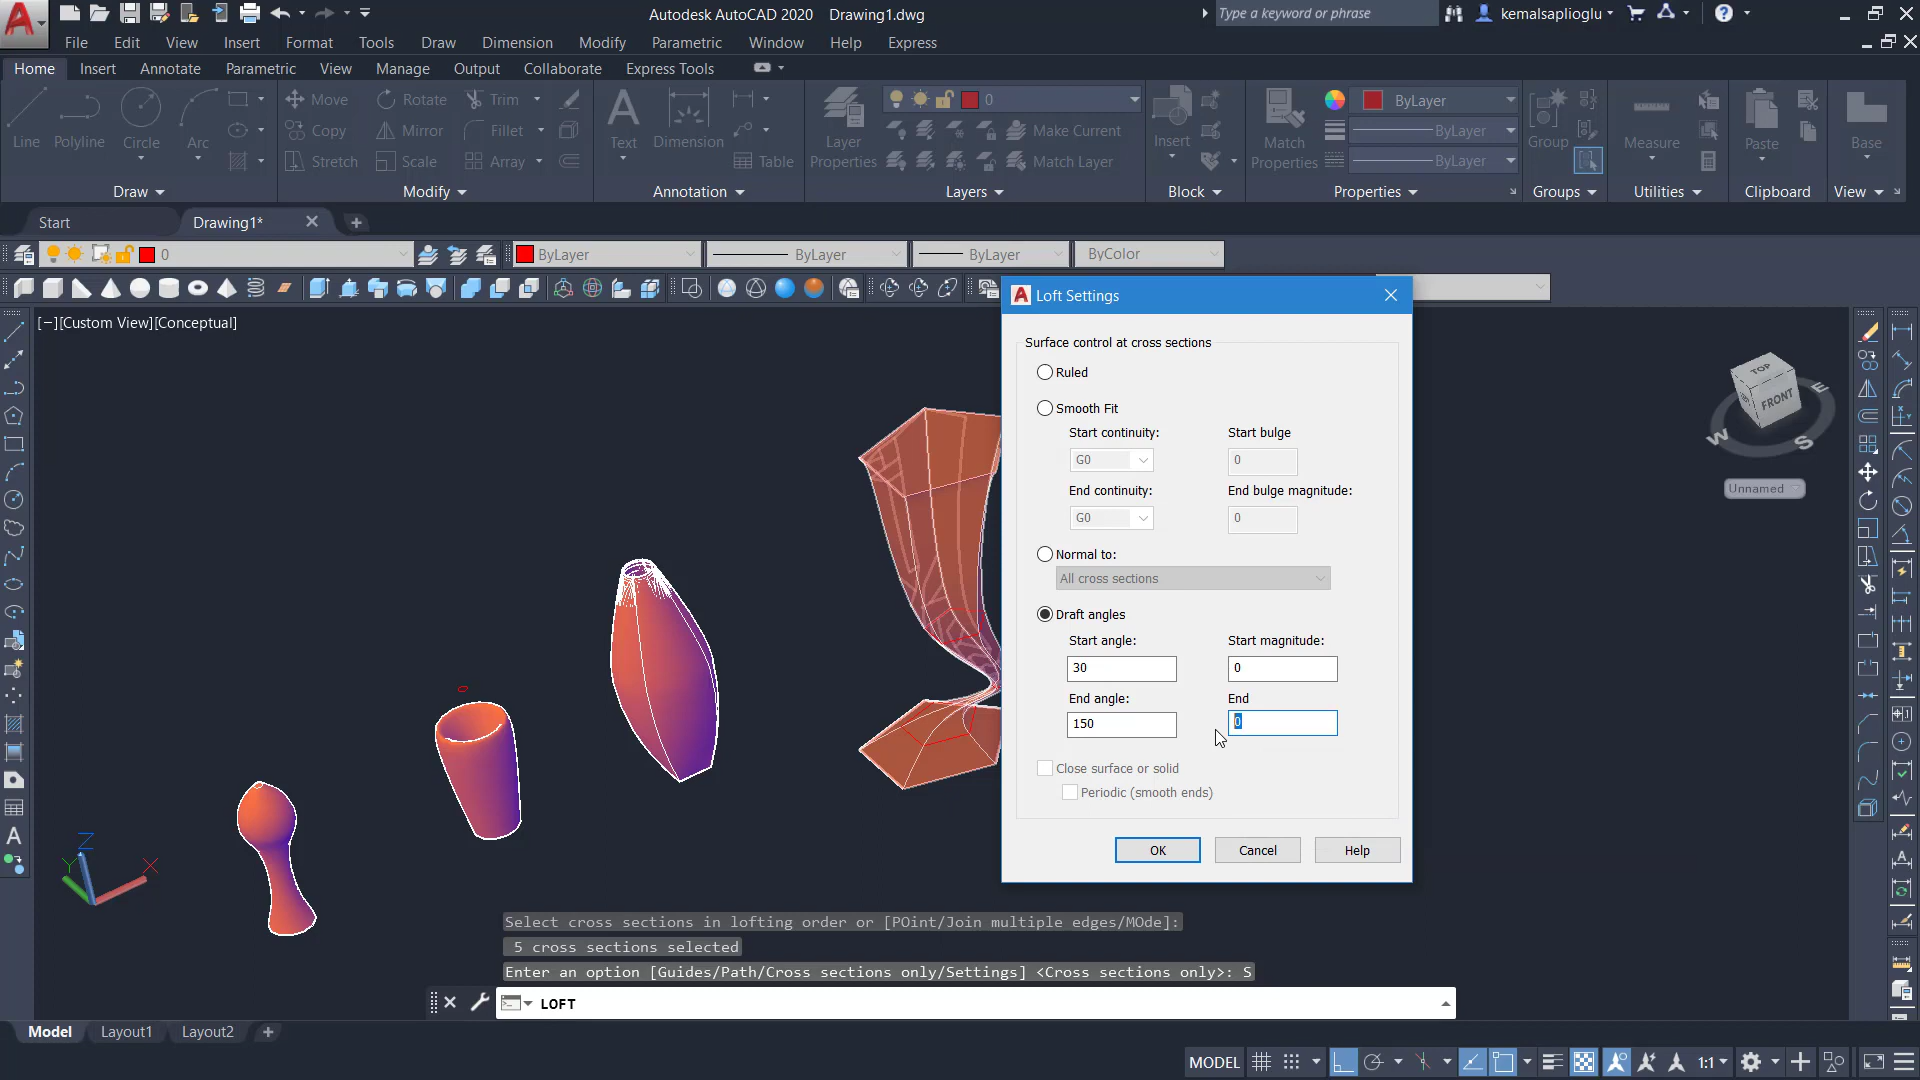 Autodesk AutoCAD 2020 Drawing1.dwg
Type a keyword or phrase
kemalsaplioglu
File Edit View Insert Format Tools Draw Dimension Modify Parametric Window Help Express
Home Insert Annotate Parametric View Manage Output Collaborate Express Tools
Line Polyline Circle Arc
Move Rotate Trim
Copy Mirror Fillet
Stretch Scale Array
Text Dimension Table
Layer Properties
0
Make Current
Match Layer
Insert
Match Properties
ByLayer
ByLayer
ByLayer
Group
Measure
Paste
Base
Draw Modify Annotation Layers Block Properties Groups Utilities Clipboard View
Start Drawing1*
0 ByLayer ByLayer ByLayer ByColor
[−][Custom View][Conceptual]
Loft Settings
Surface control at cross sections
Ruled
Smooth Fit
Start continuity: Start bulge
G0 0
End continuity: End bulge magnitude:
G0 0
Normal to:
All cross sections
Draft angles
Start angle: Start magnitude:
30 0
End angle: End
150 0
Close surface or solid
Periodic (smooth ends)
OK Cancel Help
TOP
FRONT
W S E
Unnamed
Z
Y X
Select cross sections in lofting order or [POint/Join multiple edges/MOde]:
5 cross sections selected
Enter an option [Guides/Path/Cross sections only/Settings] <Cross sections only>: S
LOFT
Model Layout1 Layout2
MODEL 1:1